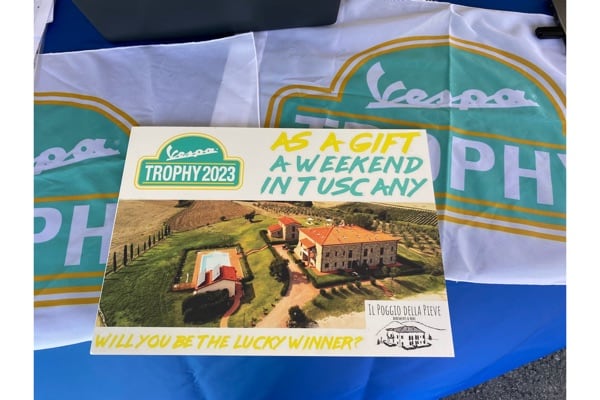 Vespa
Vespa
TROPHY
Vespa
TROPHY 2023
AS A GIFT
A WEEKEND
IN TUSCANY
IL POGGIO DELLA PIEVE
WILL YOU BE THE LUCKY WINNER?